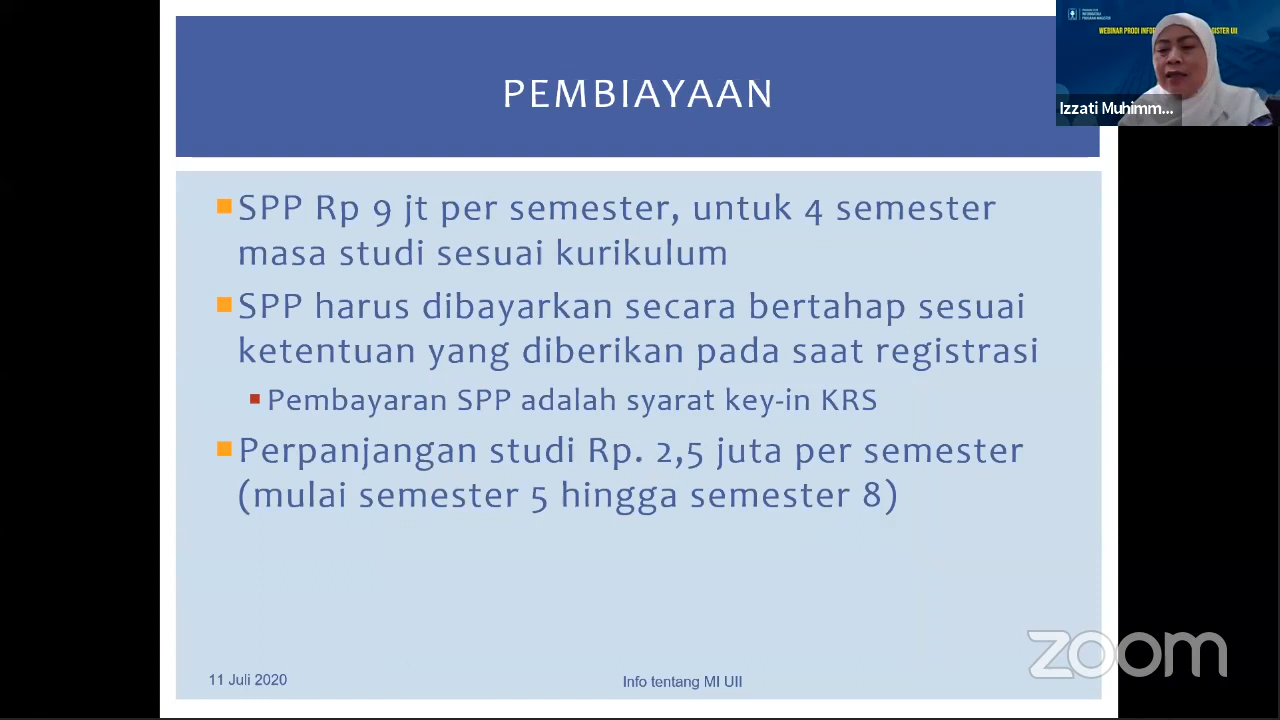 PEMBIAYAAN
SPP Rp 9 jt per semester, untuk 4 semester
masa studi sesuai kurikulum
SPP harus dibayarkan secara bertahap sesuai
ketentuan yang diberikan pada saat registrasi
Pembayaran SPP adalah syarat key-in KRS
Perpanjangan studi Rp. 2,5 juta per semester
(mulai semester 5 hingga semester 8)
11 Juli 2020
Info tentang MI UII
Izzati Muhimm...
WEBINAR PRODI
zoom